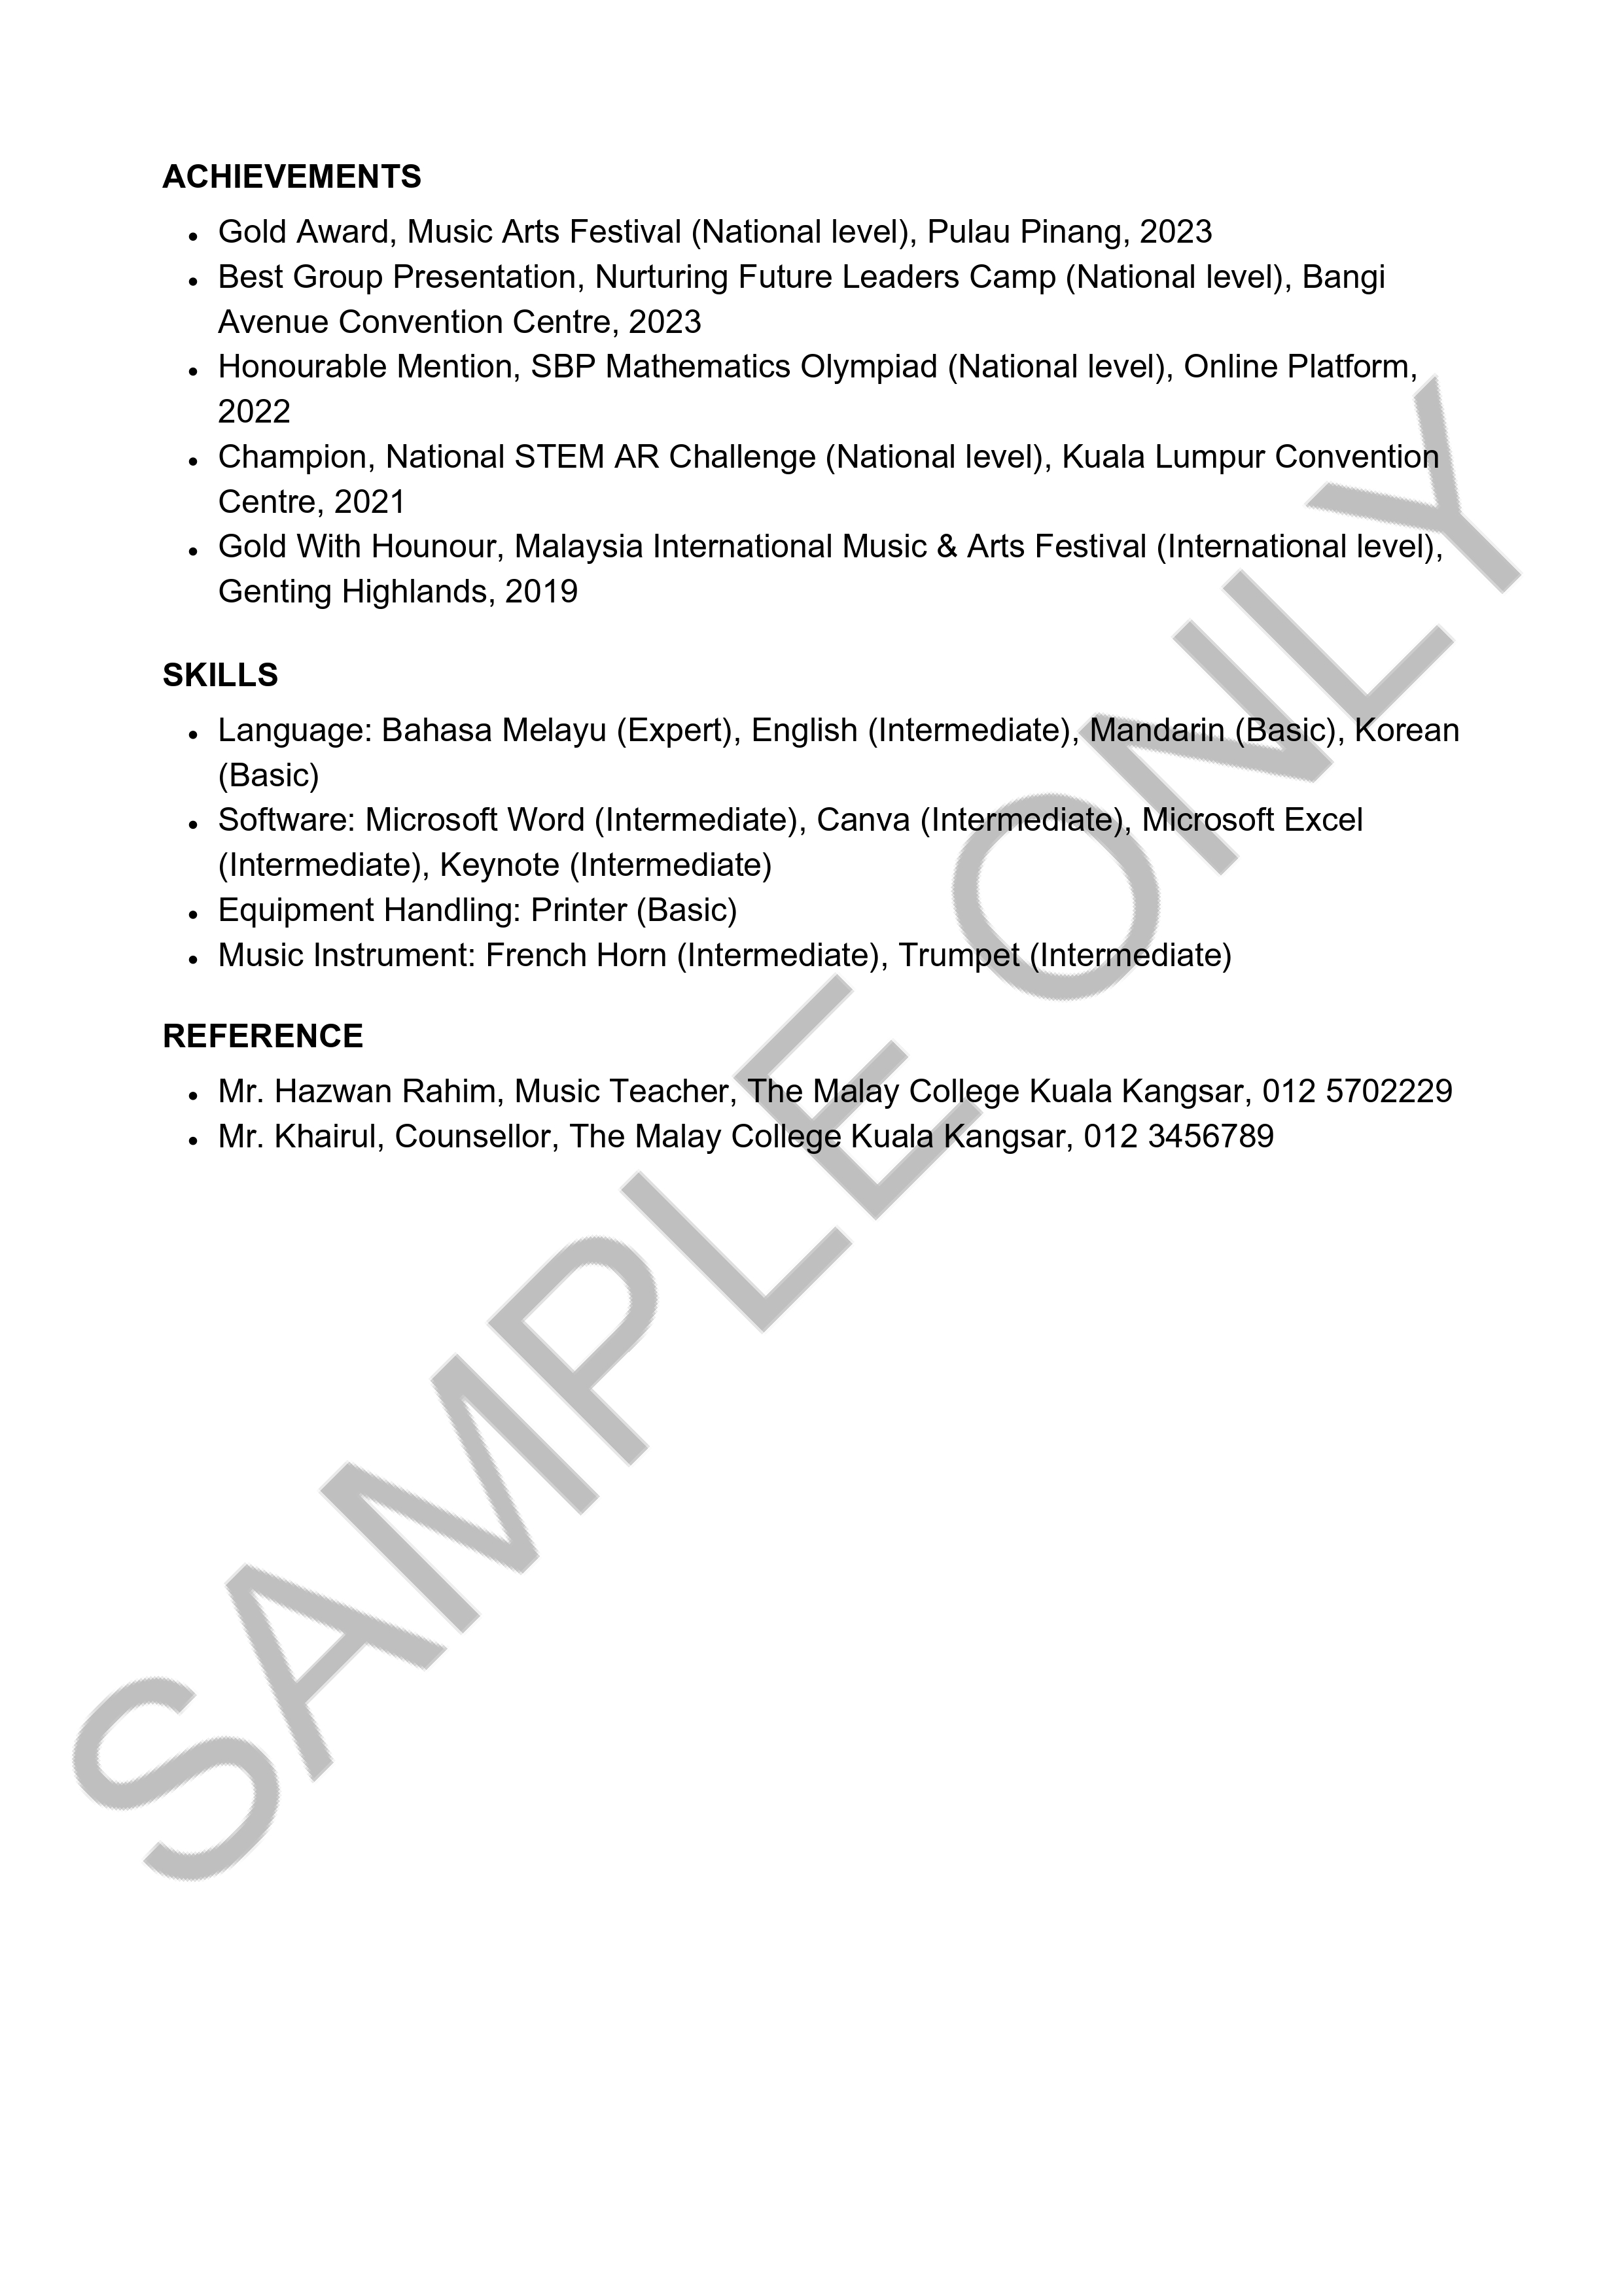 ACHIEVEMENTS
• Gold Award, Music Arts Festival (National level), Pulau Pinang, 2023
• Best Group Presentation, Nurturing Future Leaders Camp (National level), Bangi
Avenue Convention Centre, 2023
• Honourable Mention, SBP Mathematics Olympiad (National level), Online Platform,
2022
• Champion, National STEM AR Challenge (National level), Kuala Lumpur Convention
Centre, 2021
• Gold With Hounour, Malaysia International Music & Arts Festival (International level),
Genting Highlands, 2019
SKILLS
• Language: Bahasa Melayu (Expert), English (Intermediate), Mandarin (Basic), Korean
(Basic)
• Software: Microsoft Word (Intermediate), Canva (Intermediate), Microsoft Excel
(Intermediate), Keynote (Intermediate)
• Equipment Handling: Printer (Basic)
• Music Instrument: French Horn (Intermediate), Trumpet (Intermediate)
REFERENCE
• Mr. Hazwan Rahim, Music Teacher, The Malay College Kuala Kangsar, 012 5702229
• Mr. Khairul, Counsellor, The Malay College Kuala Kangsar, 012 3456789
SAMPLE ONLY